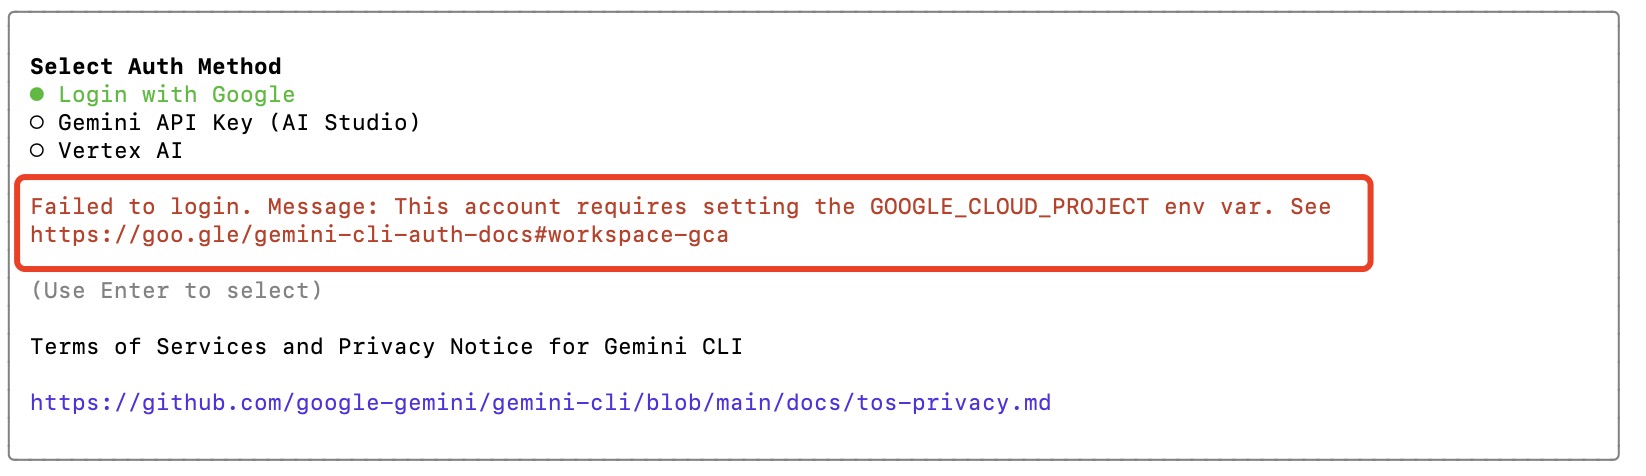 Select Auth Method
● Login with Google
○ Gemini API Key (AI Studio)
○ Vertex AI
Failed to login. Message: This account requires setting the GOOGLE_CLOUD_PROJECT env var. See
https://goo.gle/gemini-cli-auth-docs#workspace-gca
(Use Enter to select)
Terms of Services and Privacy Notice for Gemini CLI
https://github.com/google-gemini/gemini-cli/blob/main/docs/tos-privacy.md